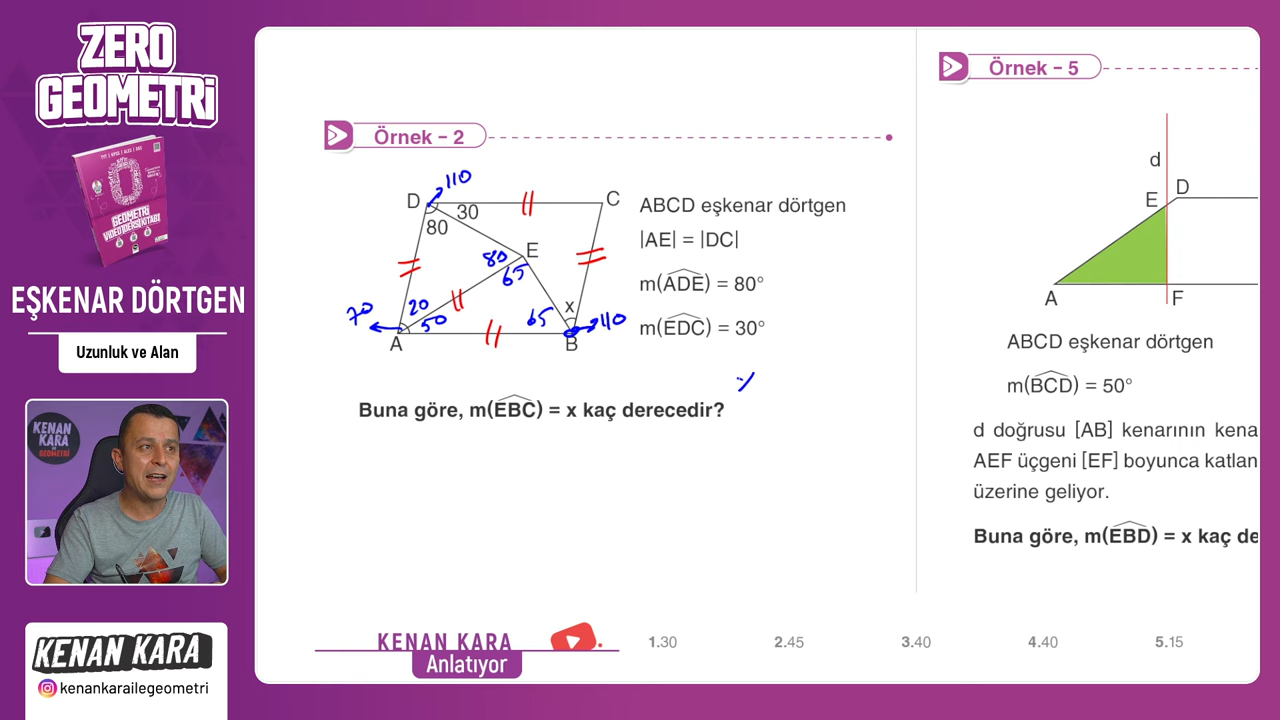 ZERO
GEOMETRİ
EŞKENAR DÖRTGEN
Uzunluk ve Alan
KENAN
KARA
GEOMETRİ
KENAN KARA
kenankarailegeometri
Örnek – 2
110
D
C
30
80
E
80
65
x
70
20
50
65
110
A
B
ABCD eşkenar dörtgen
|AE| = |DC|
m(ADE) = 80°
m(EDC) = 30°
Buna göre, m(EBC) = x kaç derecedir?
Örnek – 5
d
E
D
A
F
ABCD eşkenar dörtgen
m(BCD) = 50°
d doğrusu [AB] kenarının kena
AEF üçgeni [EF] boyunca katlan
üzerine geliyor.
Buna göre, m(EBD) = x kaç de
KENAN KARA
Anlatıyor
1.30 2.45 3.40 4.40 5.15